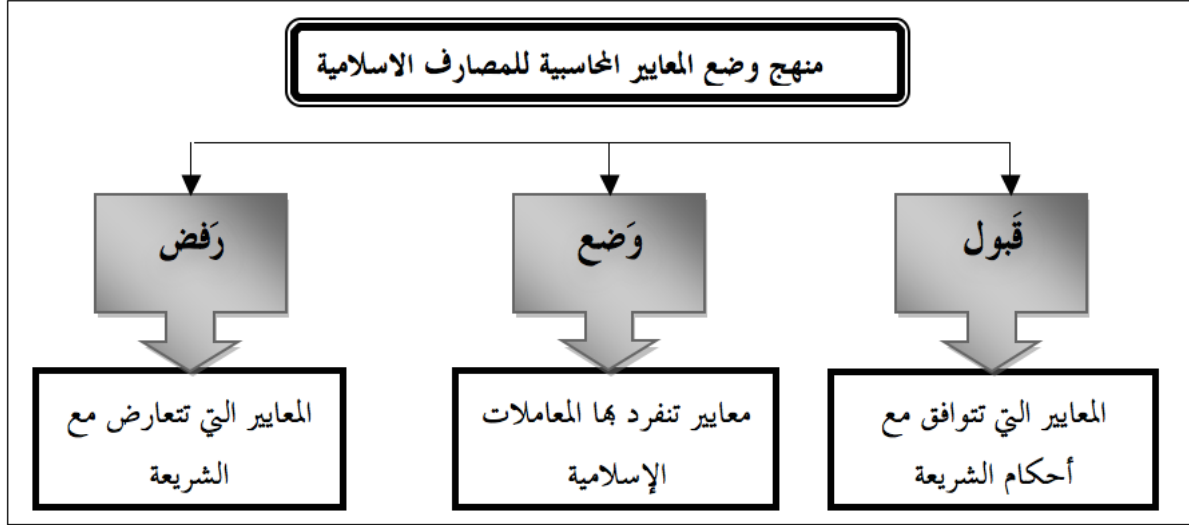 منهج وضع المعايير المحاسبية للمصارف الاسلامية
قَبول
وَضع
رَفض
المعايير التي تتوافق مع
أحكام الشريعة
معايير تنفرد بها المعاملات
الإسلامية
المعايير التي تتعارض مع
الشريعة